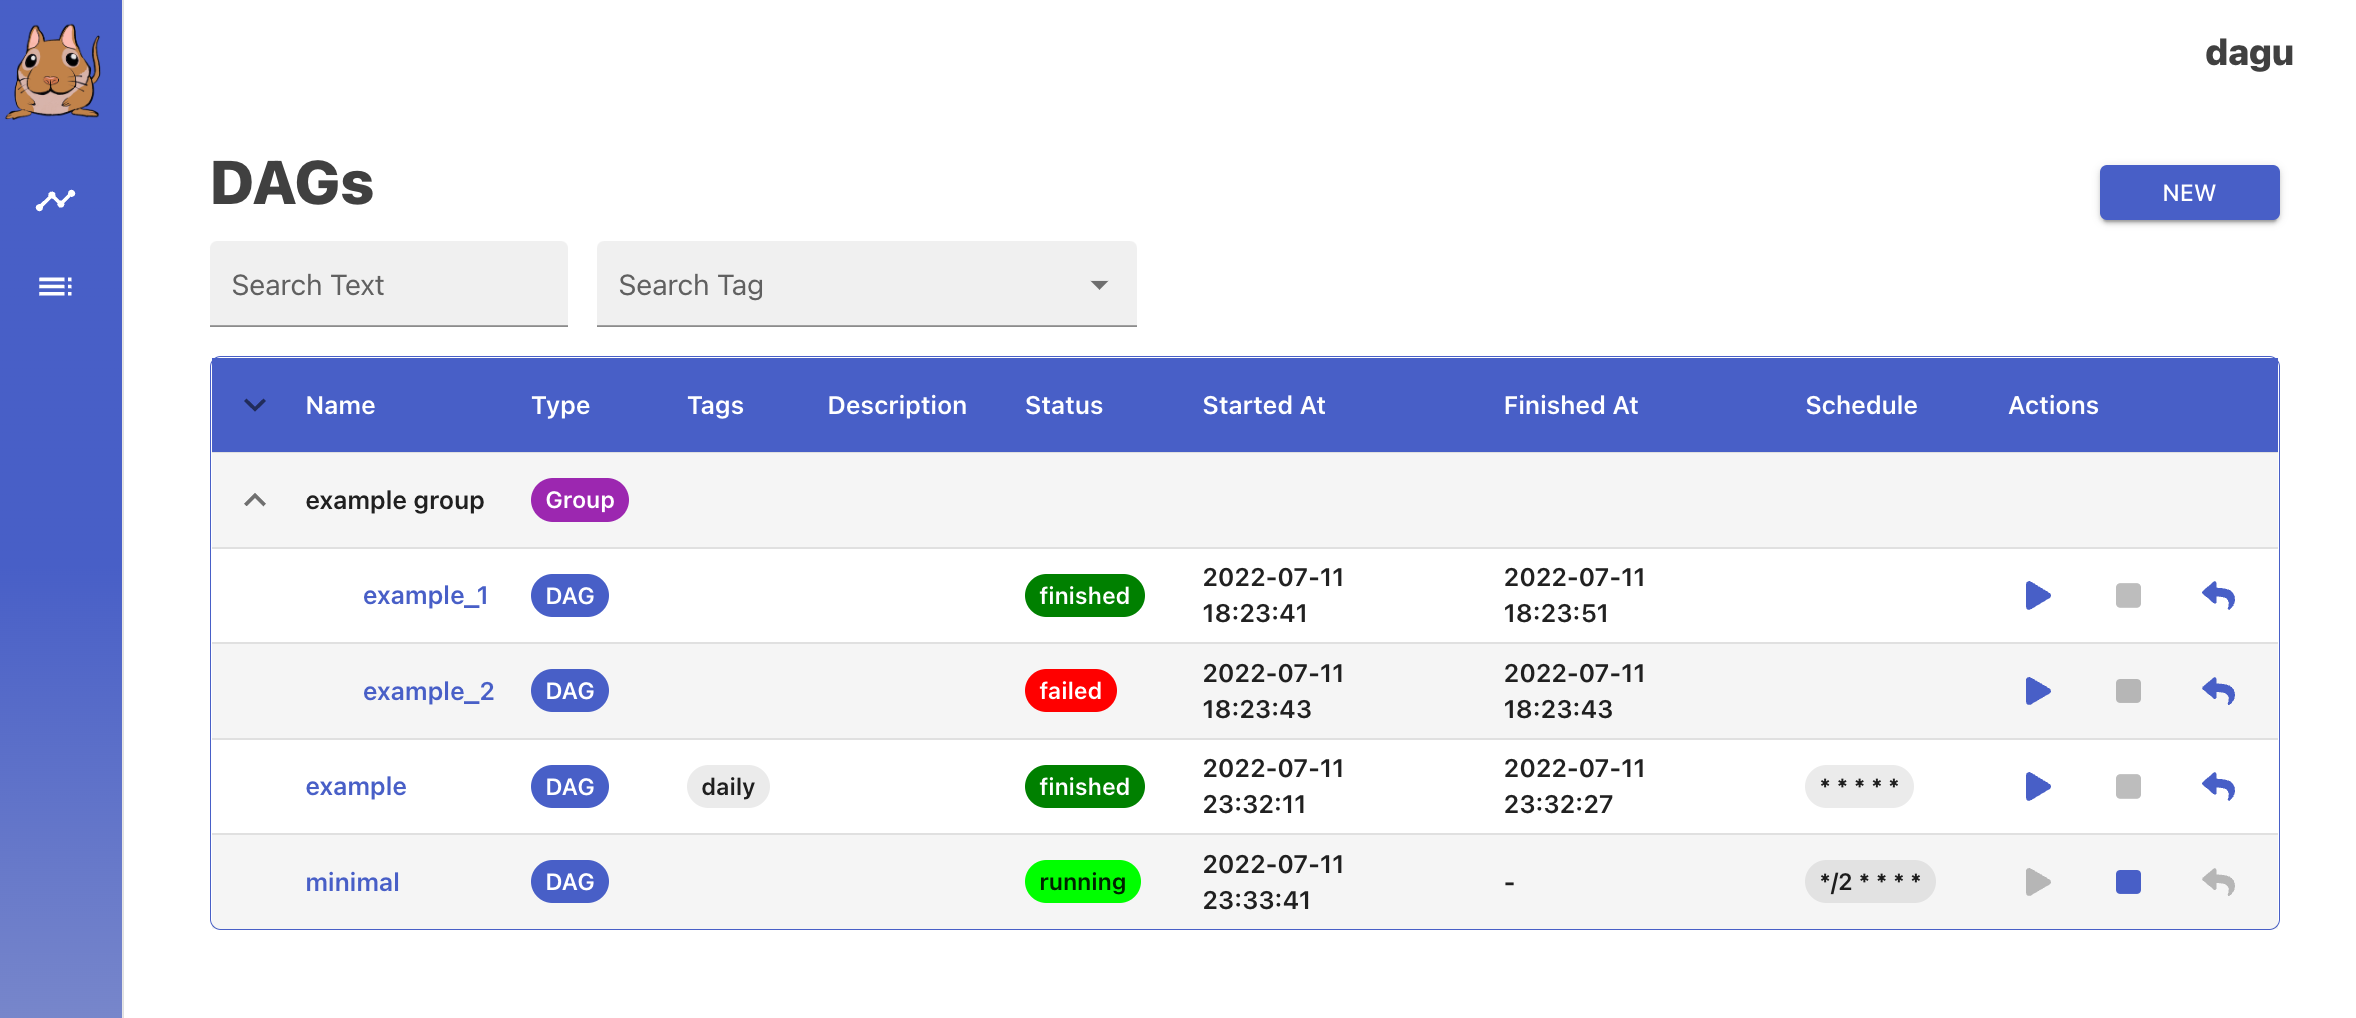 dagu
DAGs
NEW
Search Text
Search Tag
Name Type Tags Description Status Started At Finished At Schedule Actions
example group Group
example_1 DAG finished 2022-07-11 18:23:41 2022-07-11 18:23:51
example_2 DAG failed 2022-07-11 18:23:43 2022-07-11 18:23:43
example DAG daily finished 2022-07-11 23:32:11 2022-07-11 23:32:27 * * * * *
minimal DAG running 2022-07-11 23:33:41 - */2 * * * *